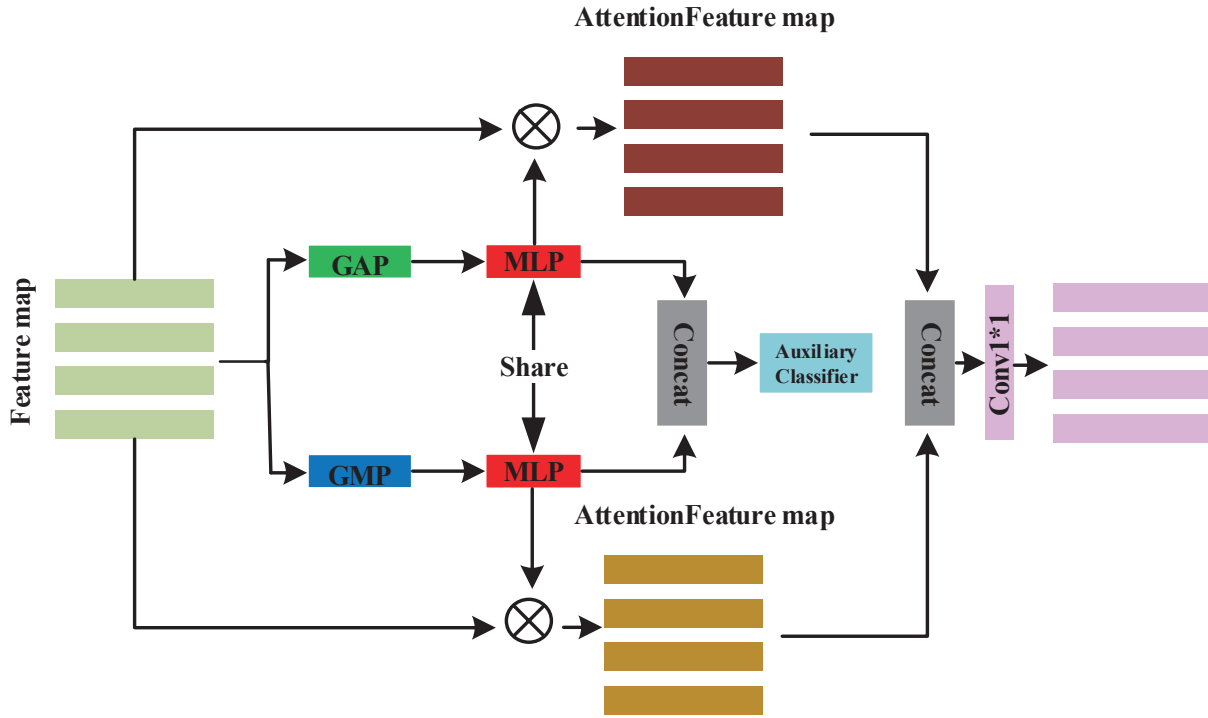 AttentionFeature map
Feature map
GAP
MLP
Share
Concat
Auxiliary
Classifier
Concat
Conv1*1
GMP
MLP
AttentionFeature map